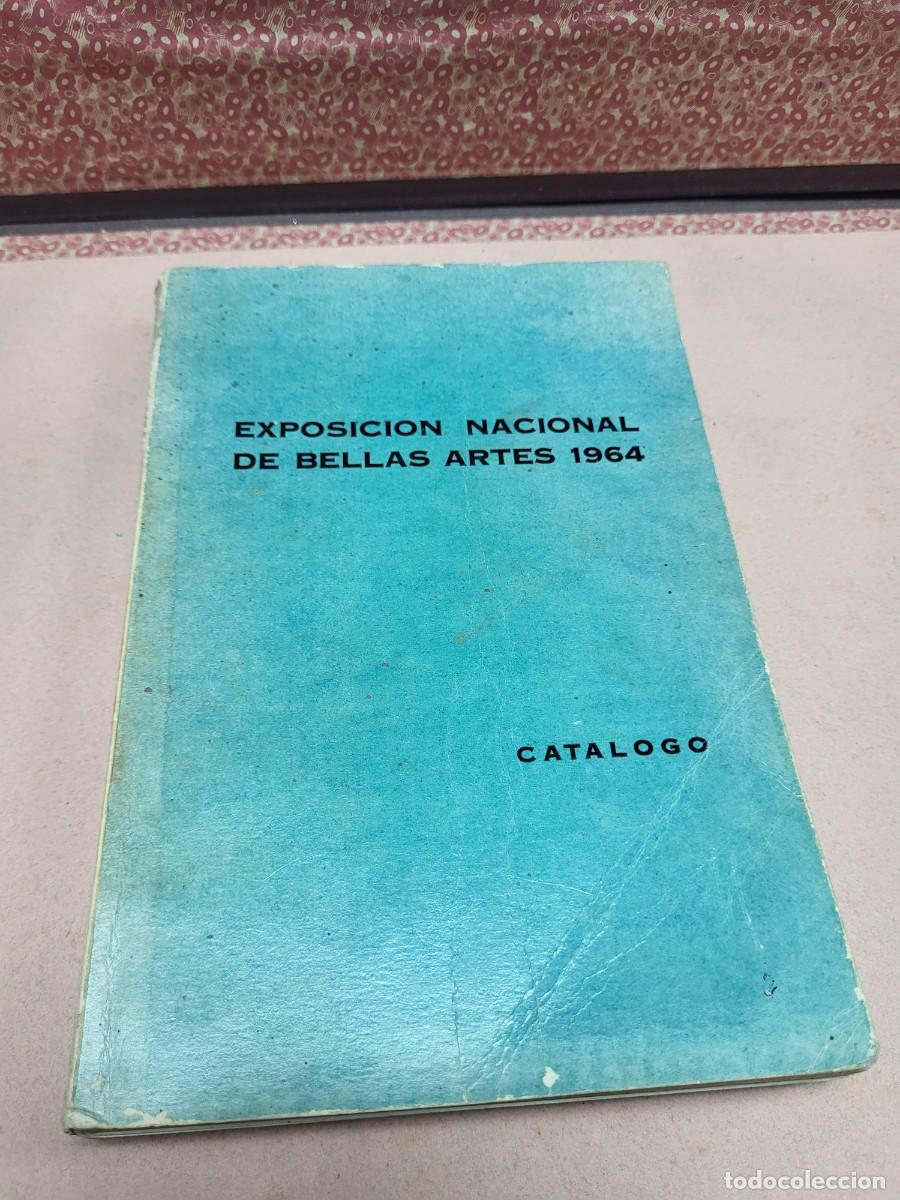 EXPOSICION NACIONAL
DE BELLAS ARTES 1964
CATALOGO
todocoleccion